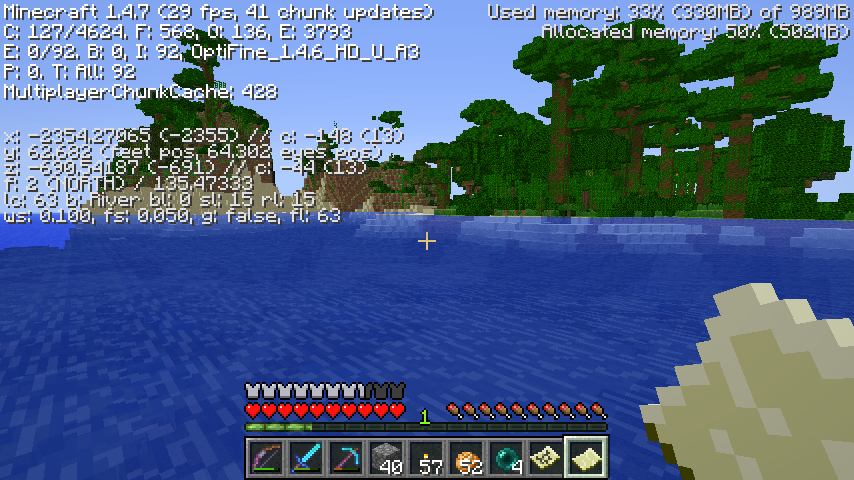 Minecraft 1.4.7 (29 fps, 41 chunk updates)
C: 127/4624, F: 568, O: 136, E: 3793
E: 0/92, B: 0, I: 92, OptiFine_1.4.6_HD_U_A3
P: 0, T: All: 92
MultiplayerChunkCache: 428
Used memory: 33% (330MB) of 989MB
Allocated memory: 50% (502MB)
x: -2354.27065 (-2355) // c: -148 (13)
y: 62.682 (feet pos, 64.302 eyes pos)
z: -690.54187 (-691) // c: -44 (13)
f: 2 (NORTH) / 135.47333
lc: 63 b: River bl: 0 sl: 15 rl: 15
ws: 0.100, fs: 0.050, g: false, fl: 63
1
40 57 52 4